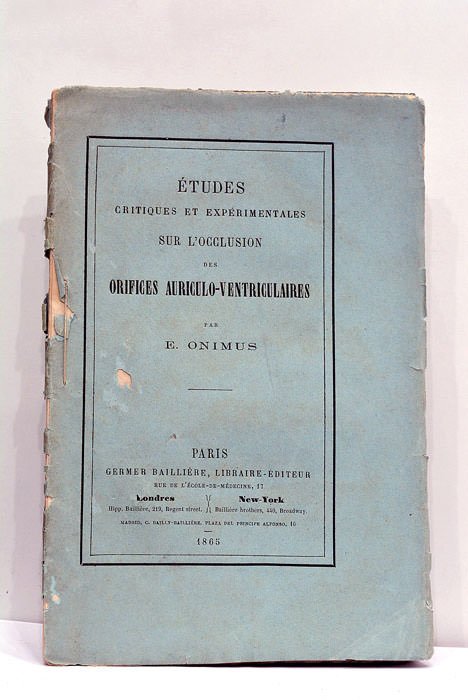 ÉTUDES
CRITIQUES ET EXPÉRIMENTALES
SUR L'OCCLUSION
DES
ORIFICES AURICULO-VENTRICULAIRES
PAR
E. ONIMUS
PARIS
GERMER BAILLIÈRE, LIBRAIRE-ÉDITEUR
RUE DE L'ÉCOLE-DE-MÉDECINE, 17
Londres New-York
Hipp. Baillière, 219, Regent street. Baillière brothers, 440, Broadway.
MADRID, C. BAILLY-BAILLIÈRE, PLAZA DEL PRINCIPE ALFONSO, 16
1865